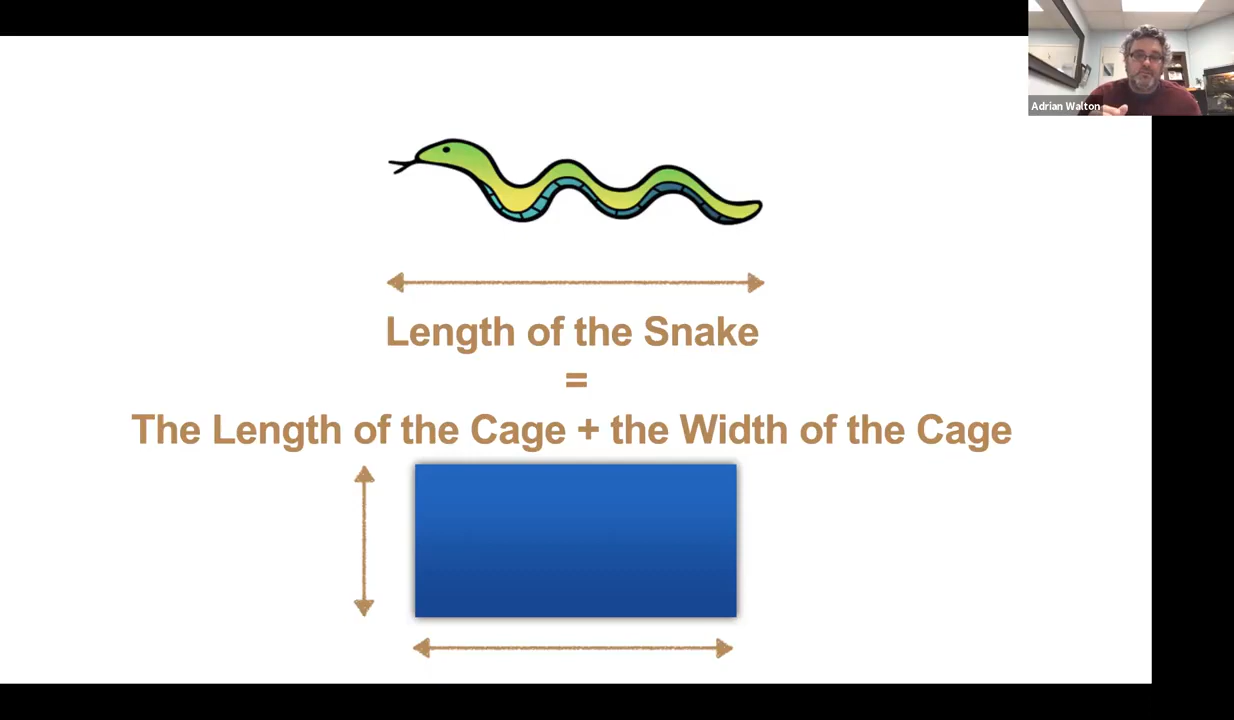 Adrian Walton
Length of the Snake
=
The Length of the Cage + the Width of the Cage